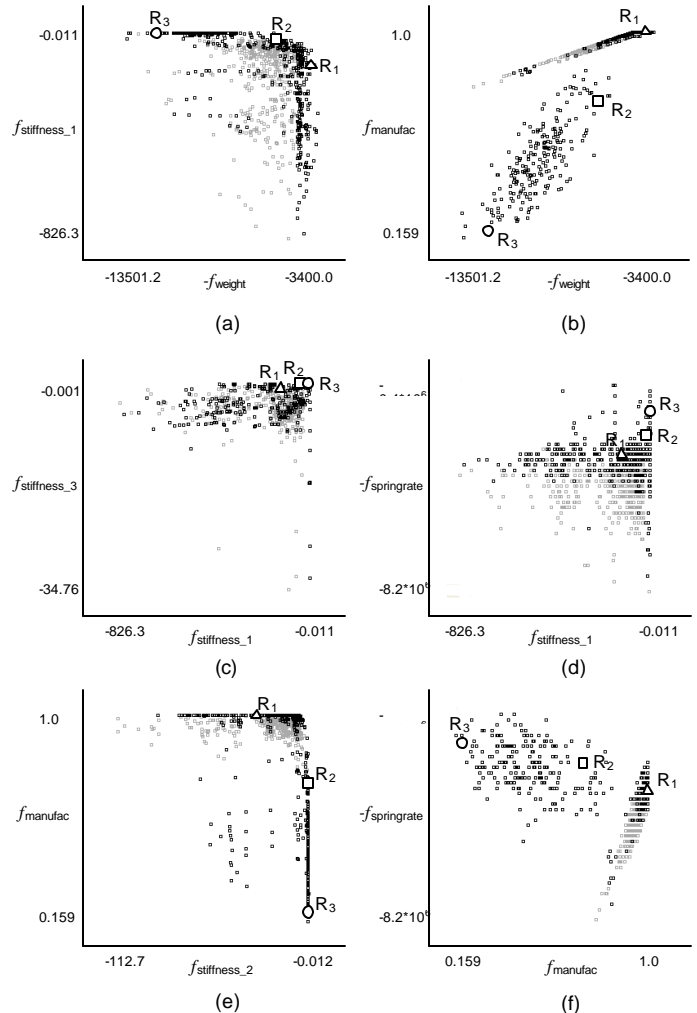 R3
R2
R1
-0.011
fstiffness_1
-826.3
-13501.2
-fweight
-3400.0
(a)
R1
1.0
R2
fmanufac
R3
0.159
-13501.2
-fweight
-3400.0
(b)
R1 R2
R3
-0.001
fstiffness_3
-34.76
-826.3
fstiffness_1
-0.011
(c)
-
R3
R2
R1
-fspringrate
-8.2*10
-826.3
fstiffness_1
-0.011
(d)
R1
1.0
R2
fmanufac
R3
0.159
-112.7
fstiffness_2
-0.012
(e)
-
R3
R2
R1
-fspringrate
-8.2*10
0.159
fmanufac
1.0
(f)